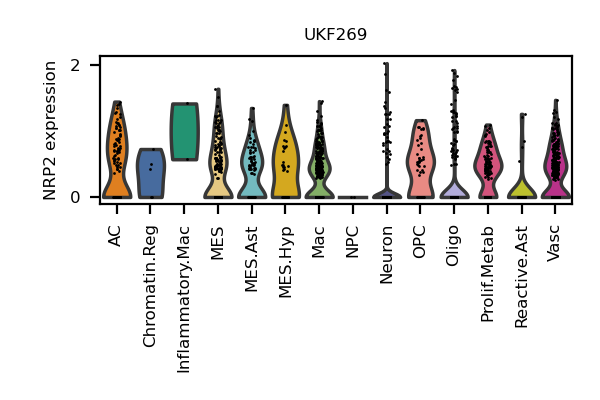 UKF269
NRP2 expression
2
0
AC
Chromatin.Reg
Inflammatory.Mac
MES
MES.Ast
MES.Hyp
Mac
NPC
Neuron
OPC
Oligo
Prolif.Metab
Reactive.Ast
Vasc